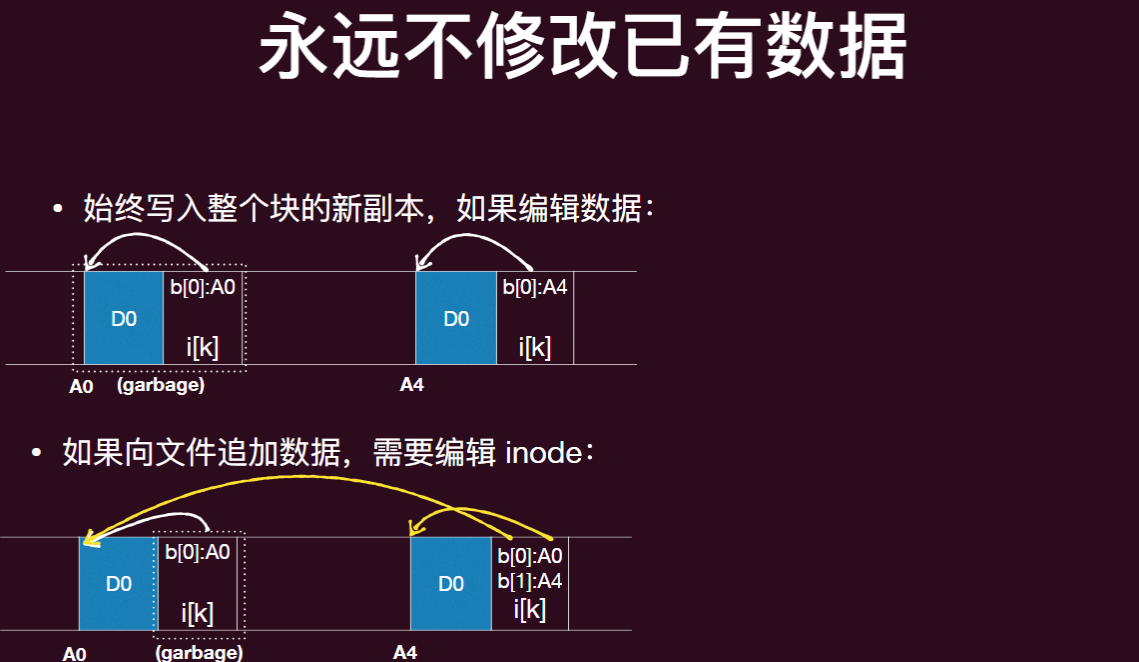 永远不修改已有数据
• 始终写入整个块的新副本，如果编辑数据：
D0 b[0]:A0 i[k] D0 b[0]:A4 i[k]
A0 (garbage) A4
• 如果向文件追加数据，需要编辑 inode：
D0 b[0]:A0 i[k] D0 b[0]:A0 b[1]:A4 i[k]
A0 (garbage) A4